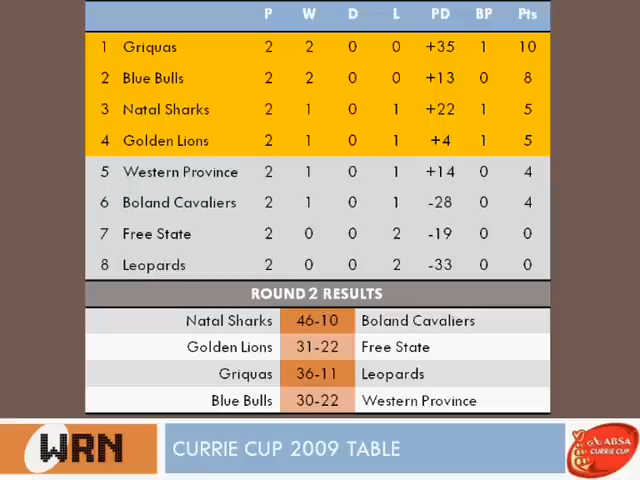 P W D L PD BP Pts
1 Griquas 2 2 0 0 +35 1 10
2 Blue Bulls 2 2 0 0 +13 0 8
3 Natal Sharks 2 1 0 1 +22 1 5
4 Golden Lions 2 1 0 1 +4 1 5
5 Western Province 2 1 0 1 +14 0 4
6 Boland Cavaliers 2 1 0 1 -28 0 4
7 Free State 2 0 0 2 -19 0 0
8 Leopards 2 0 0 2 -33 0 0
ROUND 2 RESULTS
Natal Sharks 46-10 Boland Cavaliers
Golden Lions 31-22 Free State
Griquas 36-11 Leopards
Blue Bulls 30-22 Western Province
WRN
CURRIE CUP 2009 TABLE
ABSA
CURRIE CUP